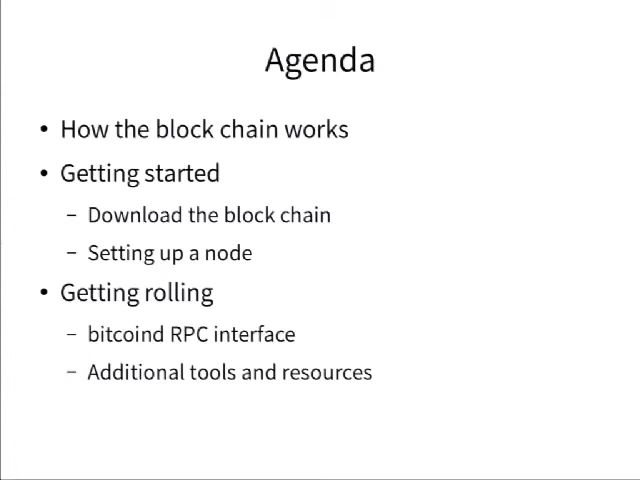 Agenda
• How the block chain works
• Getting started
– Download the block chain
– Setting up a node
• Getting rolling
– bitcoind RPC interface
– Additional tools and resources